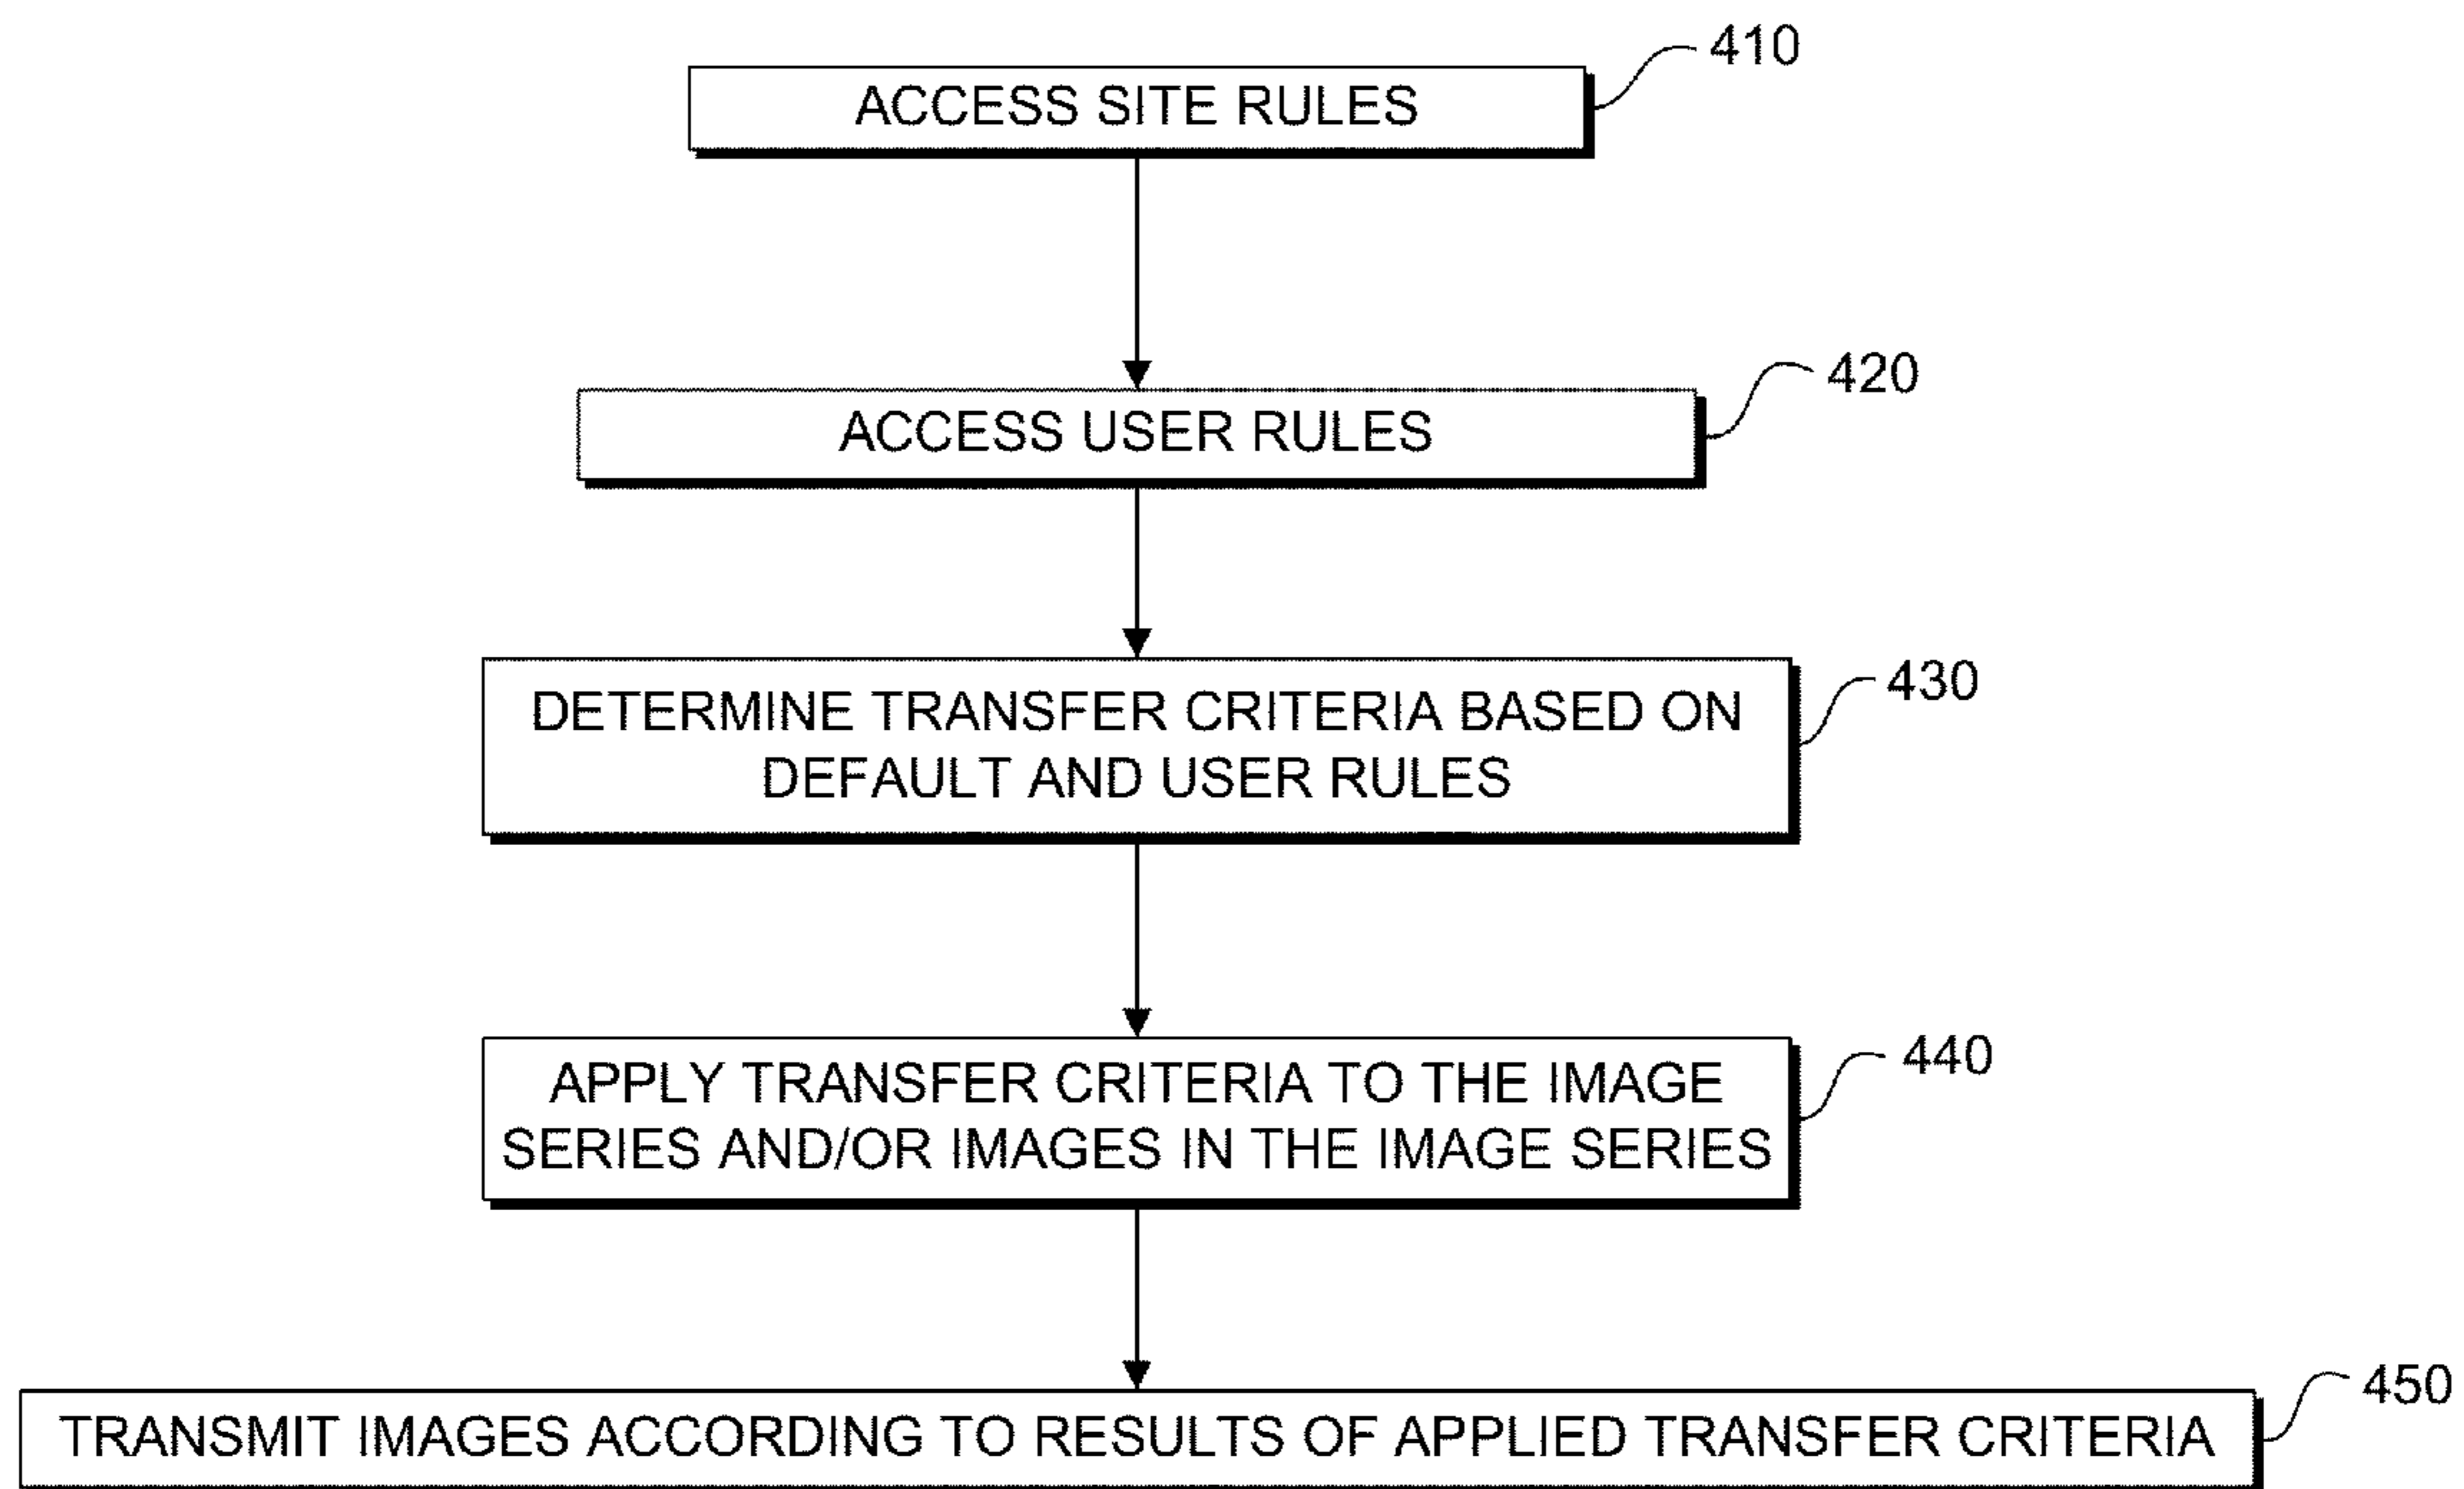 410
ACCESS SITE RULES
420
ACCESS USER RULES
430
DETERMINE TRANSFER CRITERIA BASED ON
DEFAULT AND USER RULES
440
APPLY TRANSFER CRITERIA TO THE IMAGE
SERIES AND/OR IMAGES IN THE IMAGE SERIES
450
TRANSMIT IMAGES ACCORDING TO RESULTS OF APPLIED TRANSFER CRITERIA